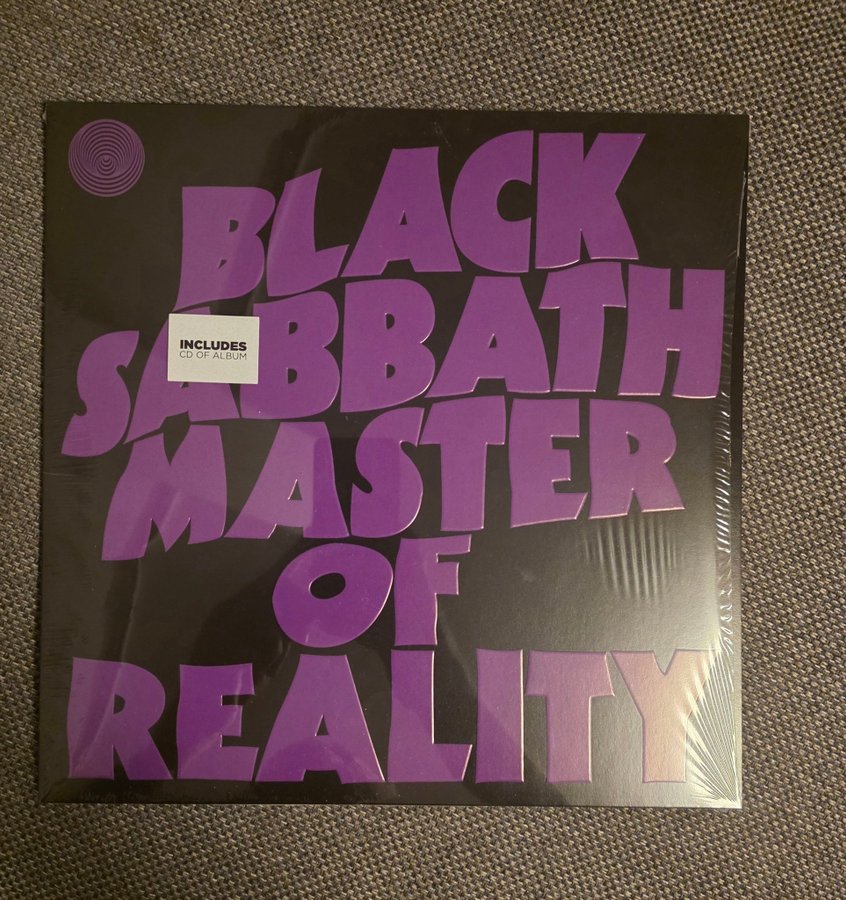 BLACK
SABBATH
INCLUDES
CD OF ALBUM
MASTER
OF
REALITY